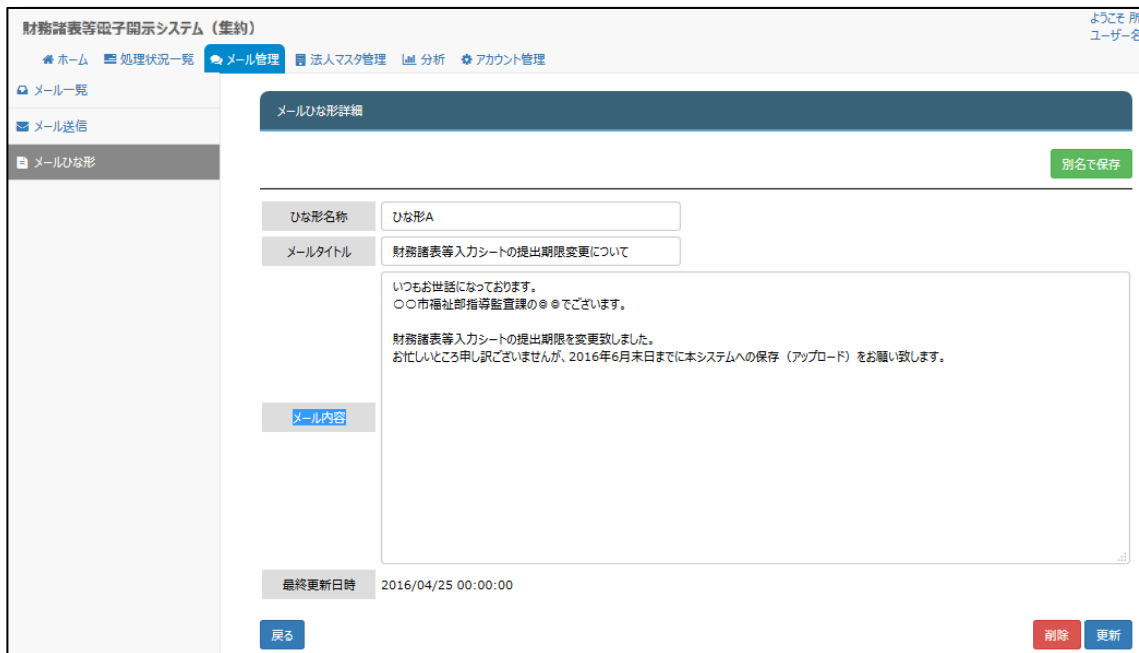 財務諸表等電子開示システム（集約）
ようこそ 所
ユーザー名
ホーム 処理状況一覧 メール管理 法人マスタ管理 分析 アカウント管理
メール一覧
メール送信
メールひな形
メールひな形詳細
別名で保存
ひな形名称 ひな形A
メールタイトル 財務諸表等入力シートの提出期限変更について
いつもお世話になっております。
○○市福祉部指導監査課の◎◎でございます。
財務諸表等入力シートの提出期限を変更致しました。
お忙しいところ申し訳ございませんが、2016年6月末日までに本システムへの保存（アップロード）をお願い致します。
メール内容
最終更新日時 2016/04/25 00:00:00
戻る 削除 更新